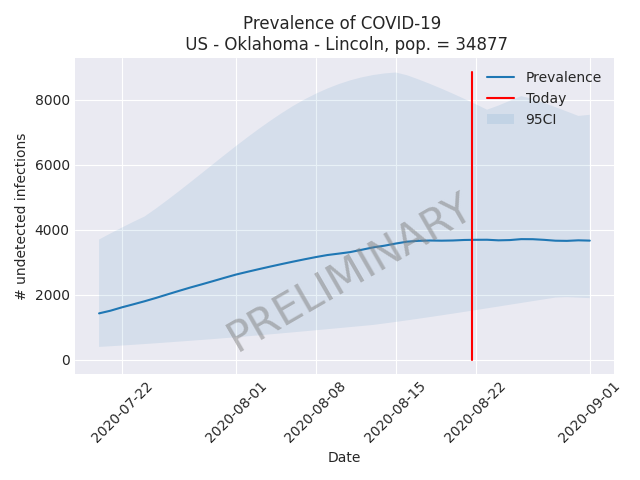 Prevalence of COVID-19
US - Oklahoma - Lincoln, pop. = 34877
Prevalence
Today
95CI
8000
6000
4000
2000
0
# undetected infections
PRELIMINARY
2020-07-22
2020-08-01
2020-08-08
2020-08-15
2020-08-22
2020-09-01
Date